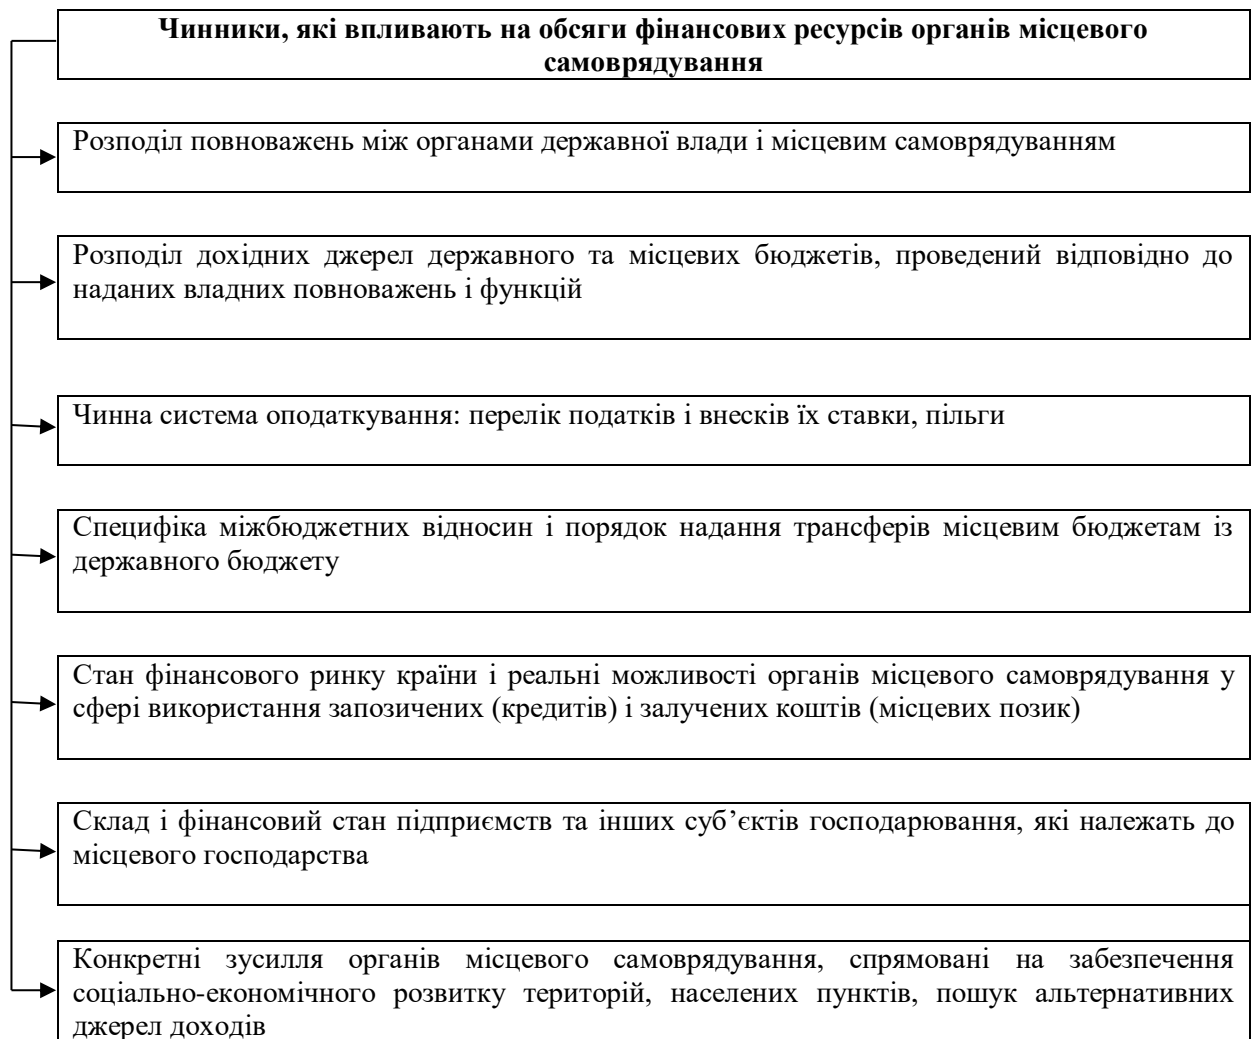 Чинники, які впливають на обсяги фінансових ресурсів органів місцевого
самоврядування
Розподіл повноважень між органами державної влади і місцевим самоврядуванням
Розподіл дохідних джерел державного та місцевих бюджетів, проведений відповідно до
наданих владних повноважень і функцій
Чинна система оподаткування: перелік податків і внесків їх ставки, пільги
Специфіка міжбюджетних відносин і порядок надання трансферів місцевим бюджетам із
державного бюджету
Стан фінансового ринку країни і реальні можливості органів місцевого самоврядування у
сфері використання запозичених (кредитів) і залучених коштів (місцевих позик)
Склад і фінансовий стан підприємств та інших суб’єктів господарювання, які належать до
місцевого господарства
Конкретні зусилля органів місцевого самоврядування, спрямовані на забезпечення
соціально-економічного розвитку територій, населених пунктів, пошук альтернативних
джерел доходів